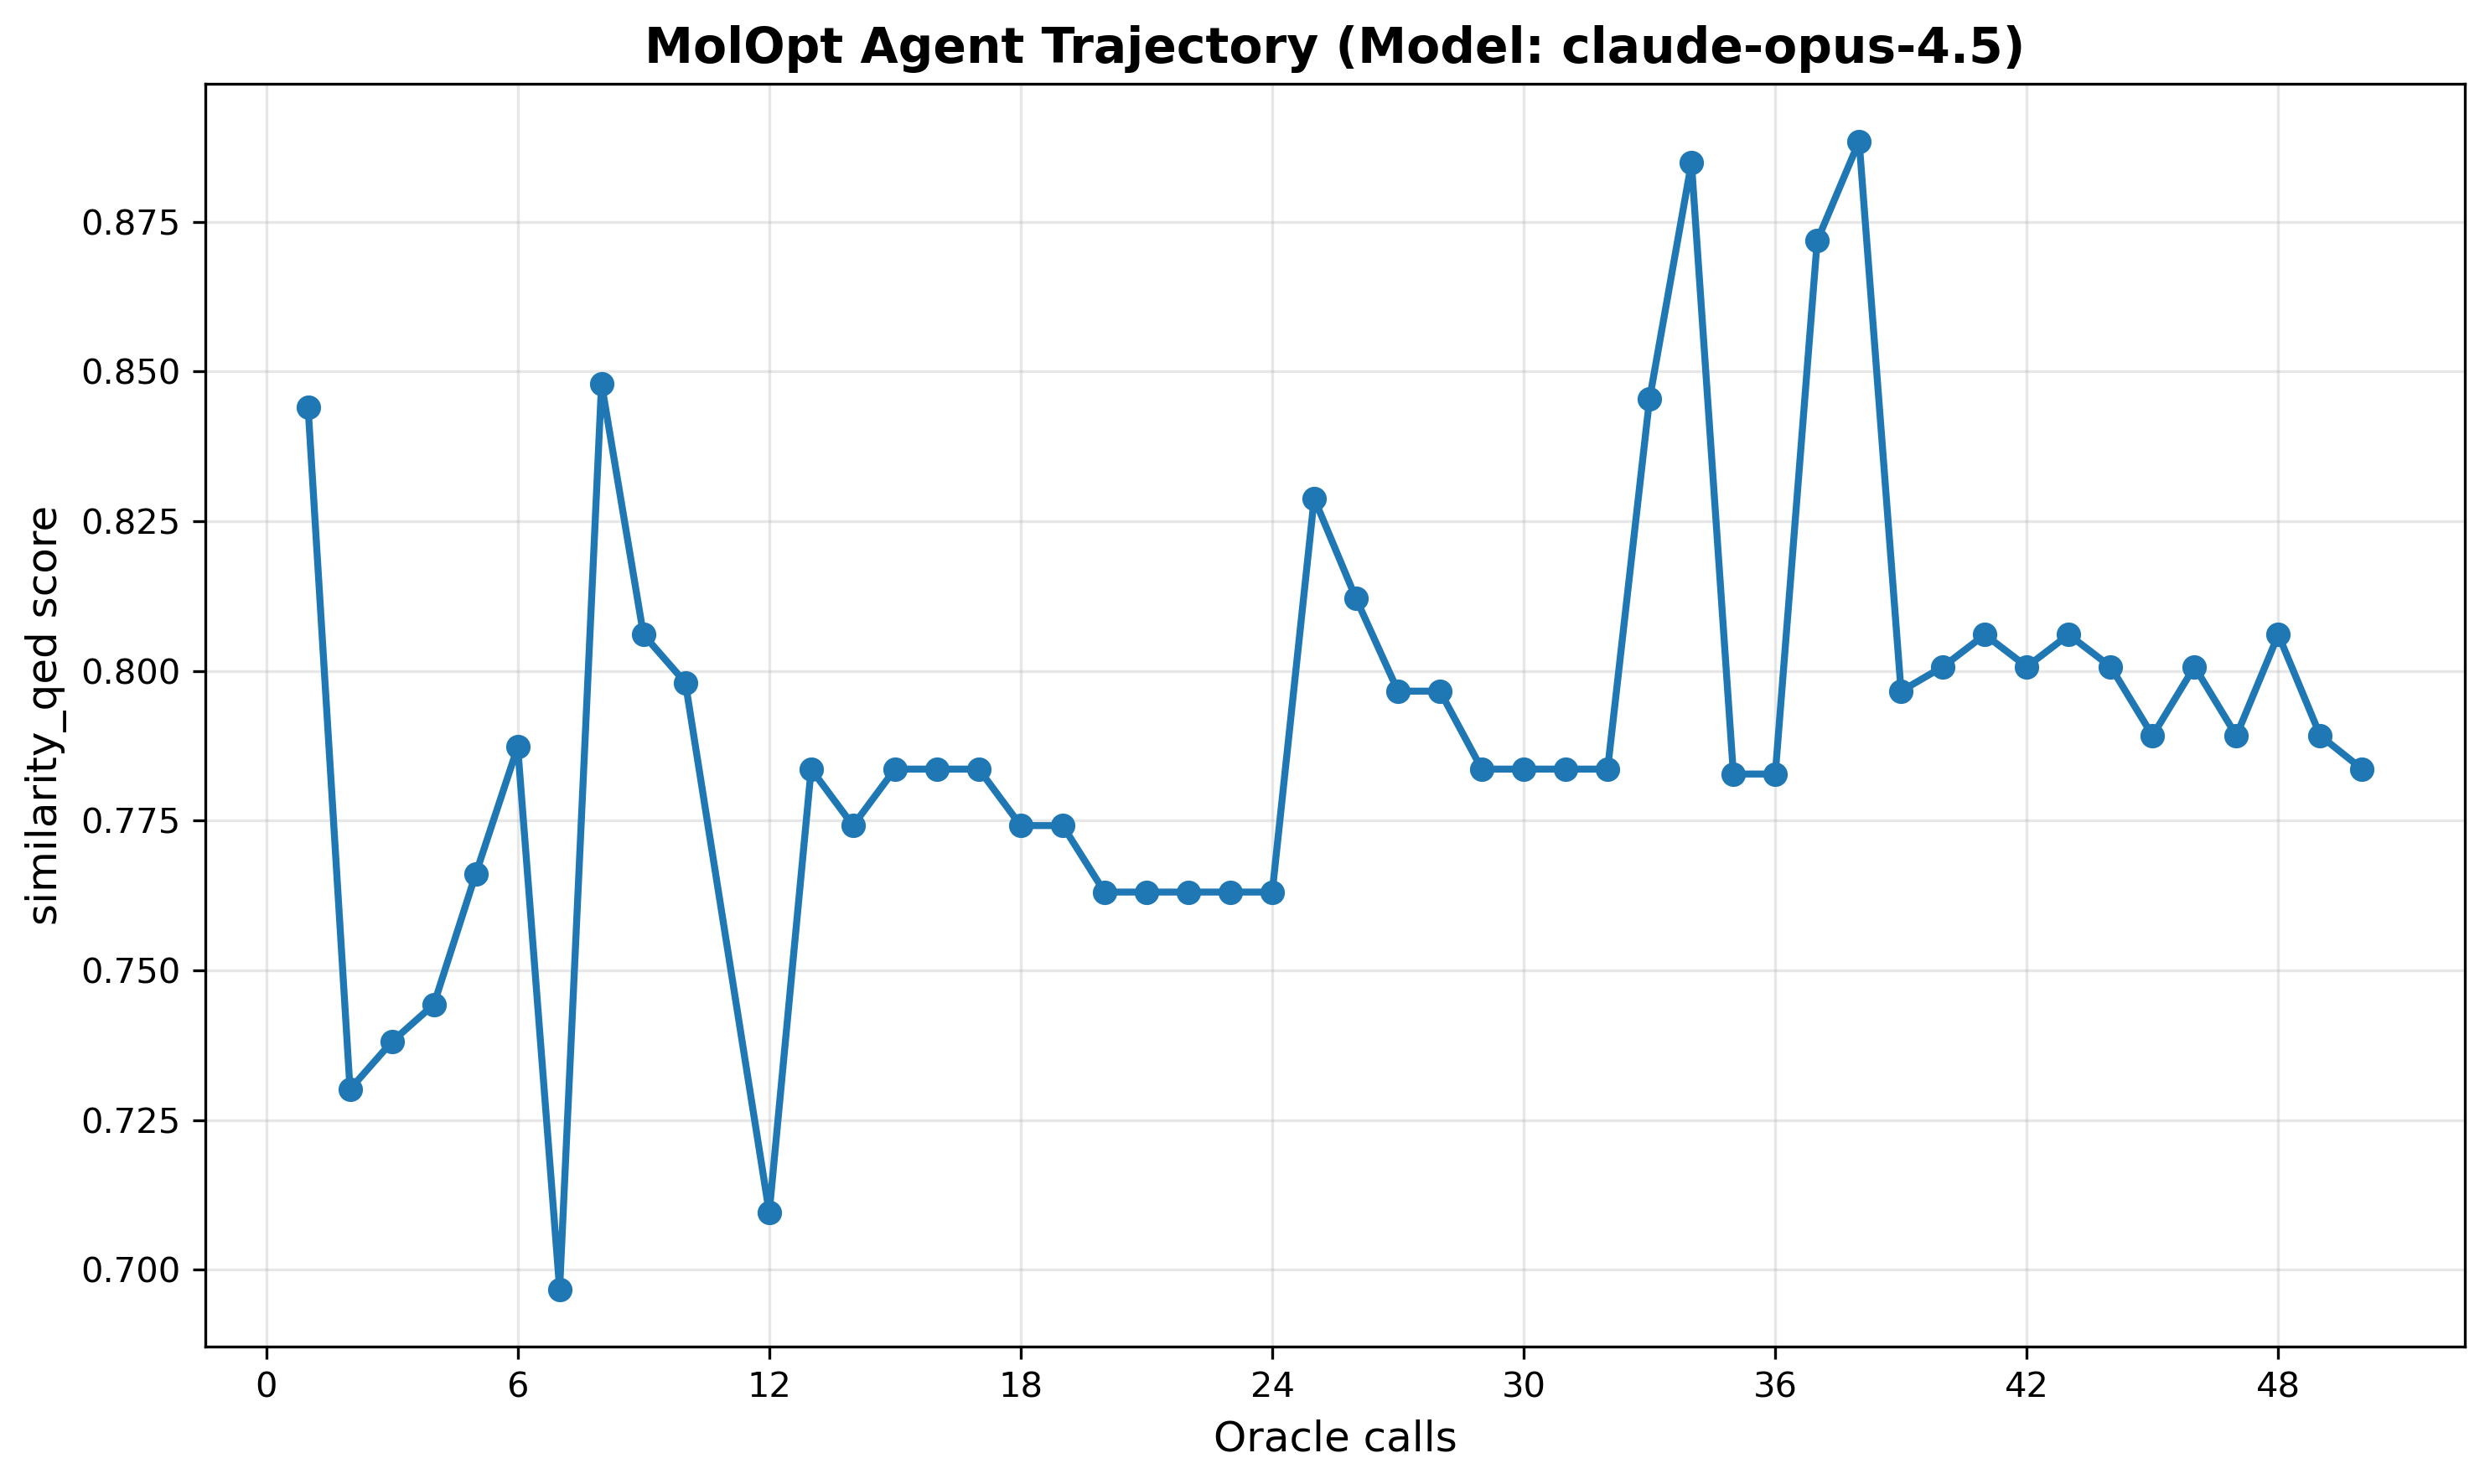 MolOpt Agent Trajectory (Model: claude-opus-4.5)
similarity_qed score
0.875
0.850
0.825
0.800
0.775
0.750
0.725
0.700
0 6 12 18 24 30 36 42 48
Oracle calls